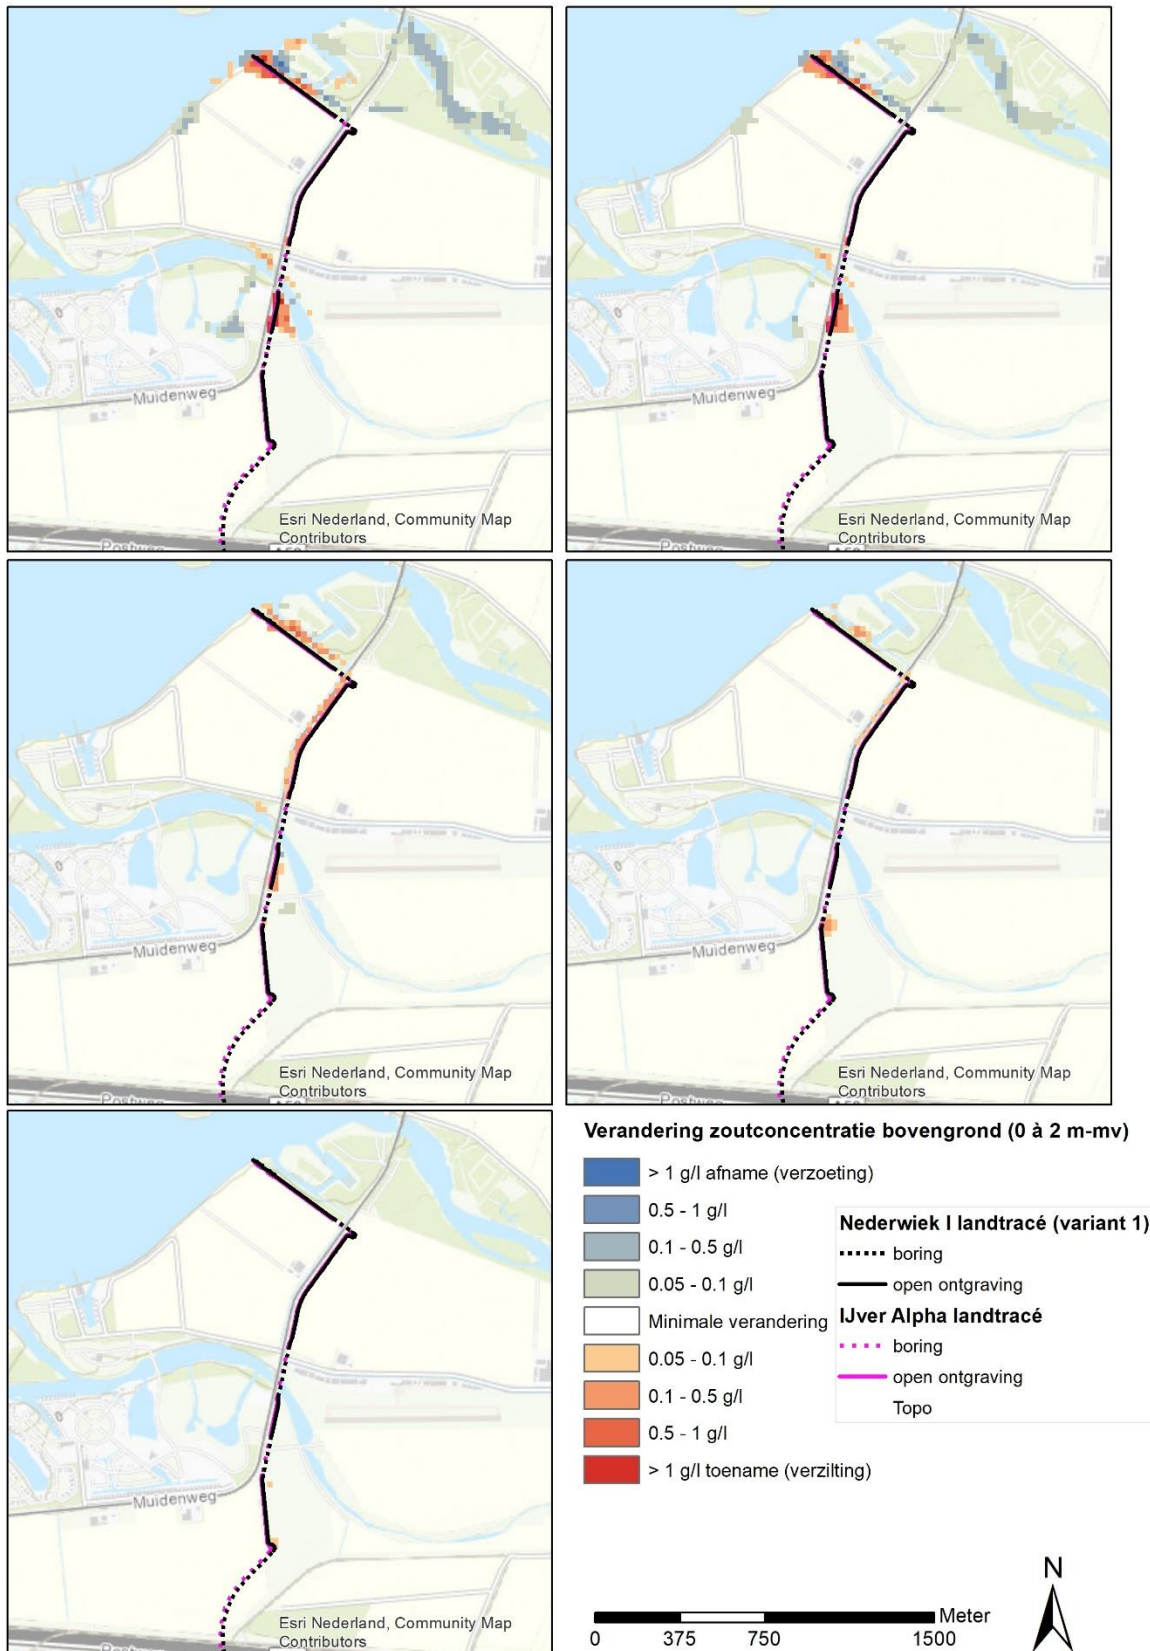 Muidenweg
Esri Nederland, Community Map
Contributors
Postweg
Muidenweg
Esri Nederland, Community Map
Contributors
Postweg
Muidenweg
Esri Nederland, Community Map
Contributors
Postweg
Muidenweg
Esri Nederland, Community Map
Contributors
Postweg
Muidenweg
Esri Nederland, Community Map
Contributors
Verandering zoutconcentratie bovengrond (0 à 2 m-mv)
> 1 g/l afname (verzoeting)
0.5 - 1 g/l
0.1 - 0.5 g/l
0.05 - 0.1 g/l
Minimale verandering
0.05 - 0.1 g/l
0.1 - 0.5 g/l
0.5 - 1 g/l
> 1 g/l toename (verzilting)
Nederwiek I landtracé (variant 1)
boring
open ontgraving
IJver Alpha landtracé
boring
open ontgraving
Topo
N
Meter
0 375 750 1500